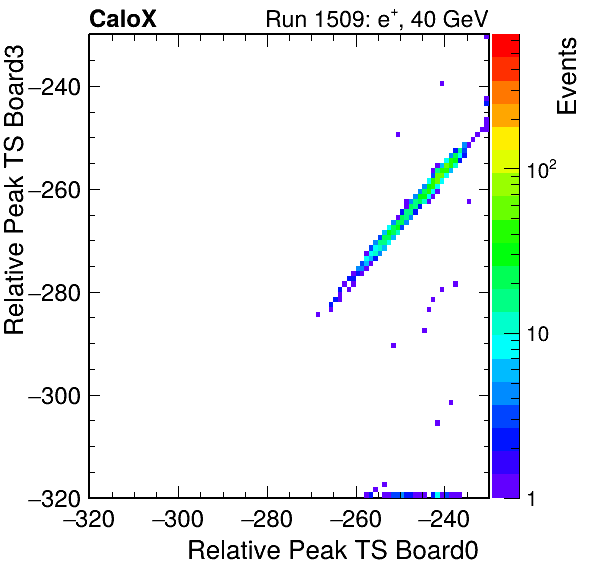 CaloX Run 1509: e⁺, 40 GeV
Relative Peak TS Board3
−240
−260
−280
−300
−320
−320 −300 −280 −260 −240
Relative Peak TS Board0
Events
10²
10
1